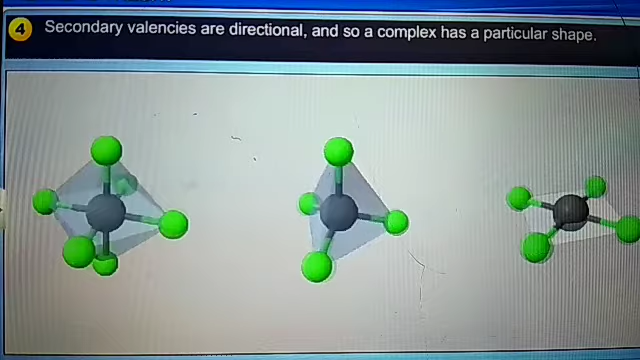 4 Secondary valencies are directional, and so a complex has a particular shape.